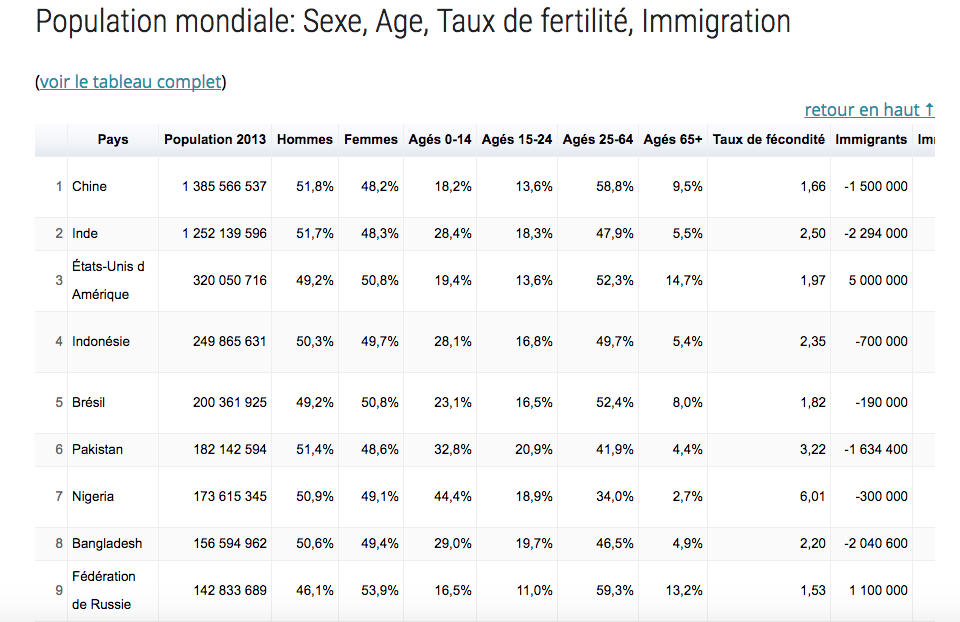 Population mondiale: Sexe, Age, Taux de fertilité, Immigration
(voir le tableau complet)
retour en haut ↑
Pays Population 2013 Hommes Femmes Agés 0-14 Agés 15-24 Agés 25-64 Agés 65+ Taux de fécondité Immigrants
1 Chine 1 385 566 537 51,8% 48,2% 18,2% 13,6% 58,8% 9,5% 1,66 -1 500 000
2 Inde 1 252 139 596 51,7% 48,3% 28,4% 18,3% 47,9% 5,5% 2,50 -2 294 000
États-Unis d
3 320 050 716 49,2% 50,8% 19,4% 13,6% 52,3% 14,7% 1,97 5 000 000
Amérique
4 Indonésie 249 865 631 50,3% 49,7% 28,1% 16,8% 49,7% 5,4% 2,35 -700 000
5 Brésil 200 361 925 49,2% 50,8% 23,1% 16,5% 52,4% 8,0% 1,82 -190 000
6 Pakistan 182 142 594 51,4% 48,6% 32,8% 20,9% 41,9% 4,4% 3,22 -1 634 400
7 Nigeria 173 615 345 50,9% 49,1% 44,4% 18,9% 34,0% 2,7% 6,01 -300 000
8 Bangladesh 156 594 962 50,6% 49,4% 29,0% 19,7% 46,5% 4,9% 2,20 -2 040 600
Fédération
9 142 833 689 46,1% 53,9% 16,5% 11,0% 59,3% 13,2% 1,53 1 100 000
de Russie